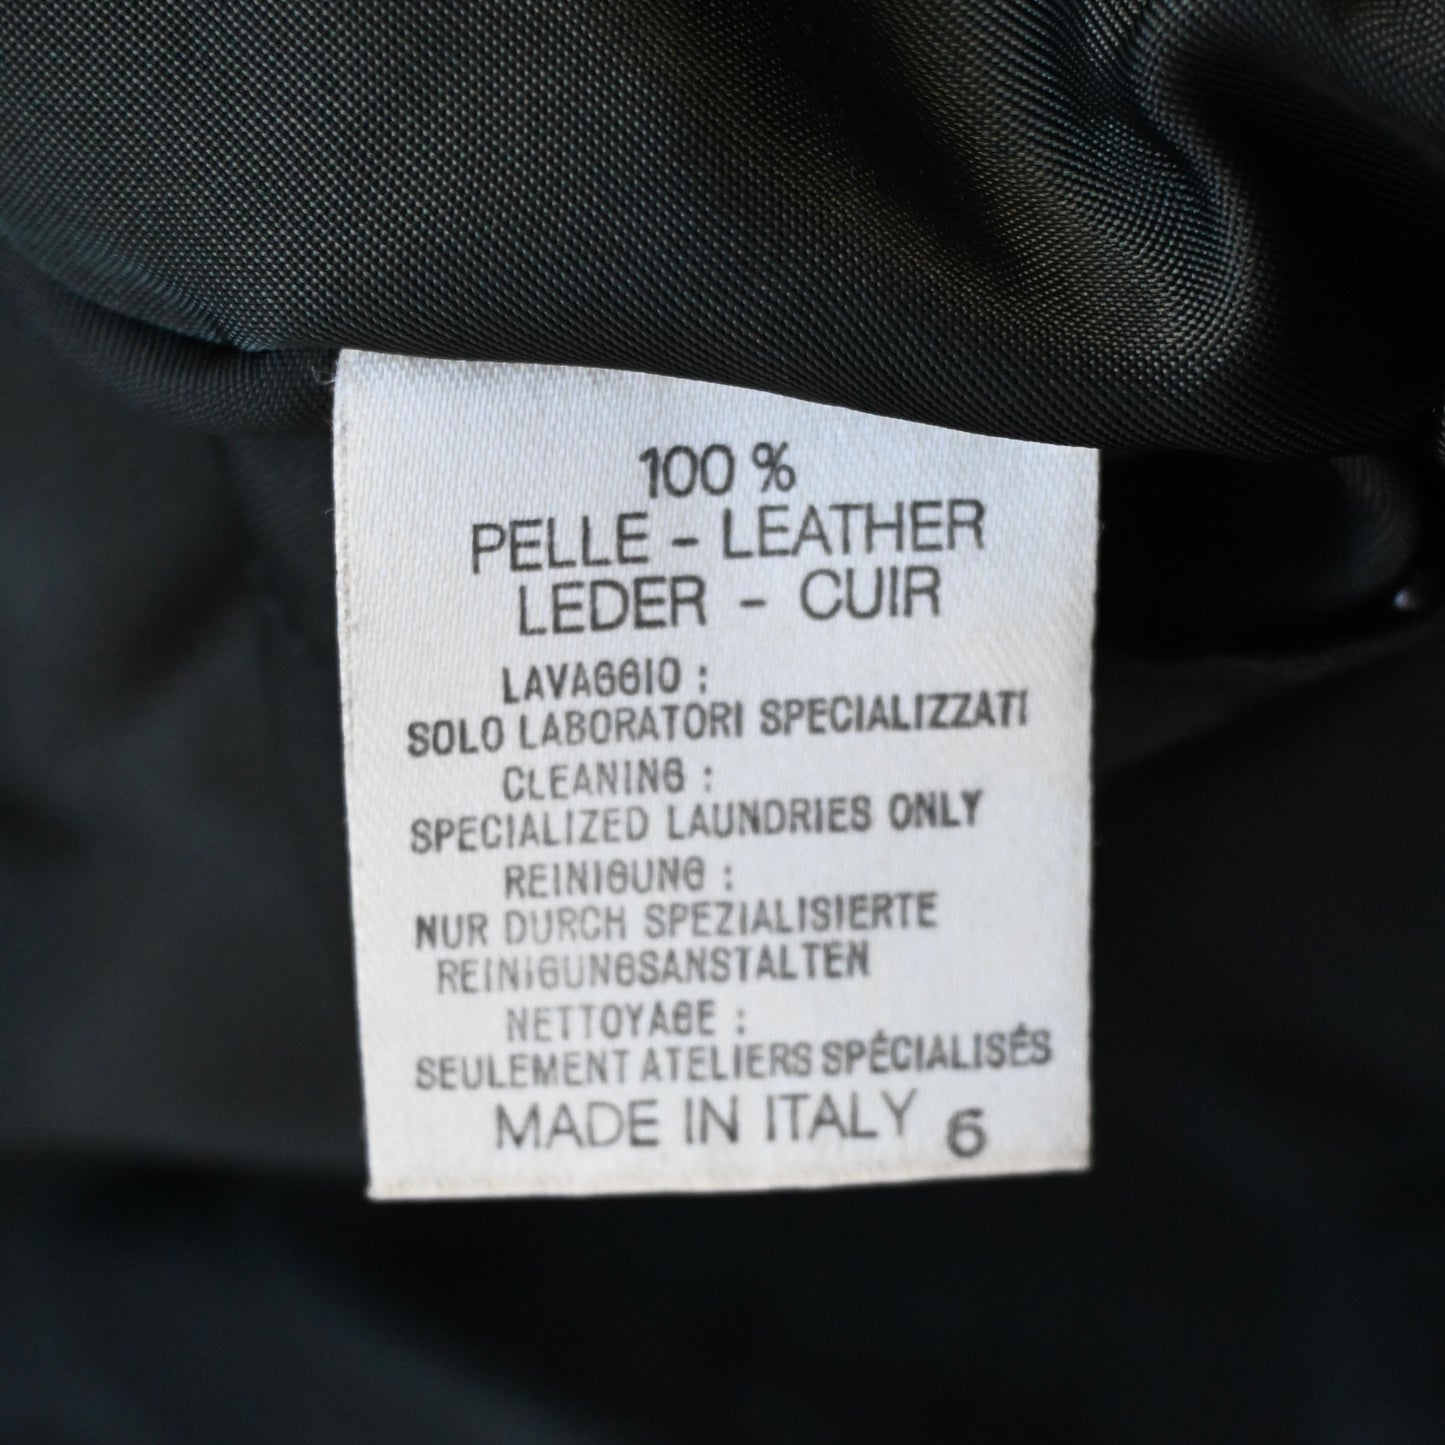 100 %
PELLE - LEATHER
LEDER - CUIR
LAVAGGIO :
SOLO LABORATORI SPECIALIZZATI
CLEANING :
SPECIALIZED LAUNDRIES ONLY
REINIGUNG :
NUR DURCH SPEZIALISIERTE
REINIGUNGSANSTALTEN
NETTOYAGE :
SEULEMENT ATELIERS SPÉCIALISÉS
MADE IN ITALY 6